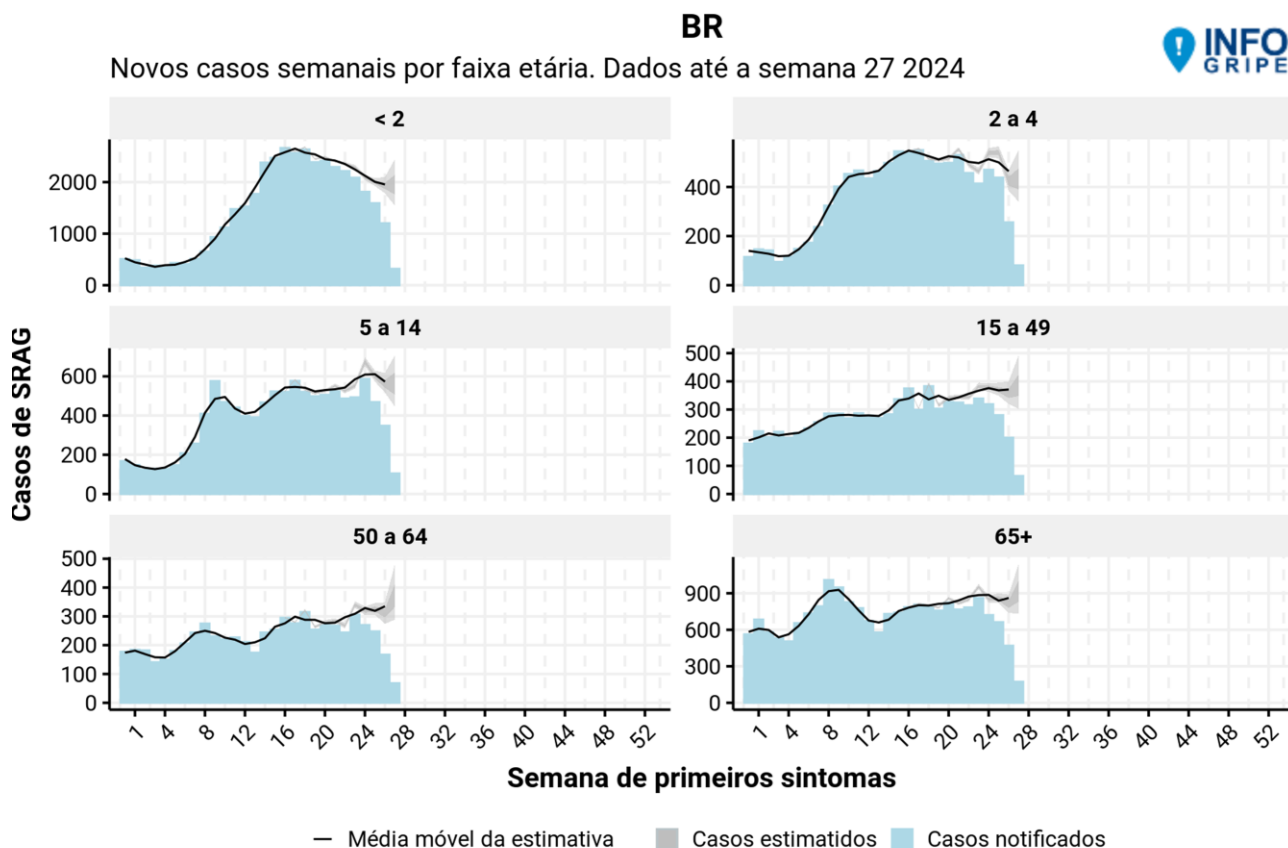 BR
INFO
GRIPE
Novos casos semanais por faixa etária. Dados até a semana 27 2024
< 2
2000
1000
0
2 a 4
400
200
0
5 a 14
600
400
200
0
15 a 49
500
400
300
200
100
0
50 a 64
500
400
300
200
100
0
65+
900
600
300
0
Casos de SRAG
1 4 8 12 16 20 24 28 32 36 40 44 48 52
1 4 8 12 16 20 24 28 32 36 40 44 48 52
Semana de primeiros sintomas
Média móvel da estimativa
Casos estimatidos
Casos notificados